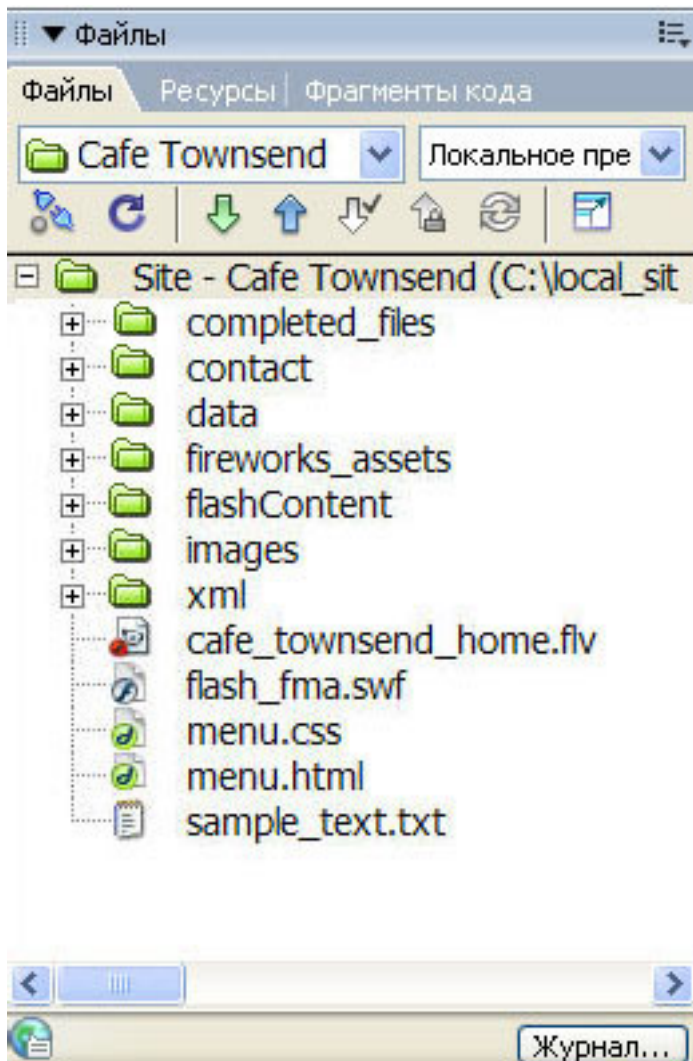 Файлы
Файлы Ресурсы Фрагменты кода
Cafe Townsend Локальное пре
Site - Cafe Townsend (C:\local_sit
completed_files
contact
data
fireworks_assets
flashContent
images
xml
cafe_townsend_home.flv
flash_fma.swf
menu.css
menu.html
sample_text.txt
Журнал...